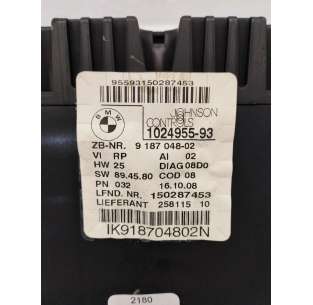 95593150287453
BMW
JOHNSON
CONTROLS
1024955-93
ZB-NR. 9 187 048-02
VI RP AI 02
HW 25 DIAG 08D0
SW 89.45.80 COD 08
PN 032 16.10.08
LFND. NR. 150287453
LIEFERANT 258115 10
IK918704802N
2180